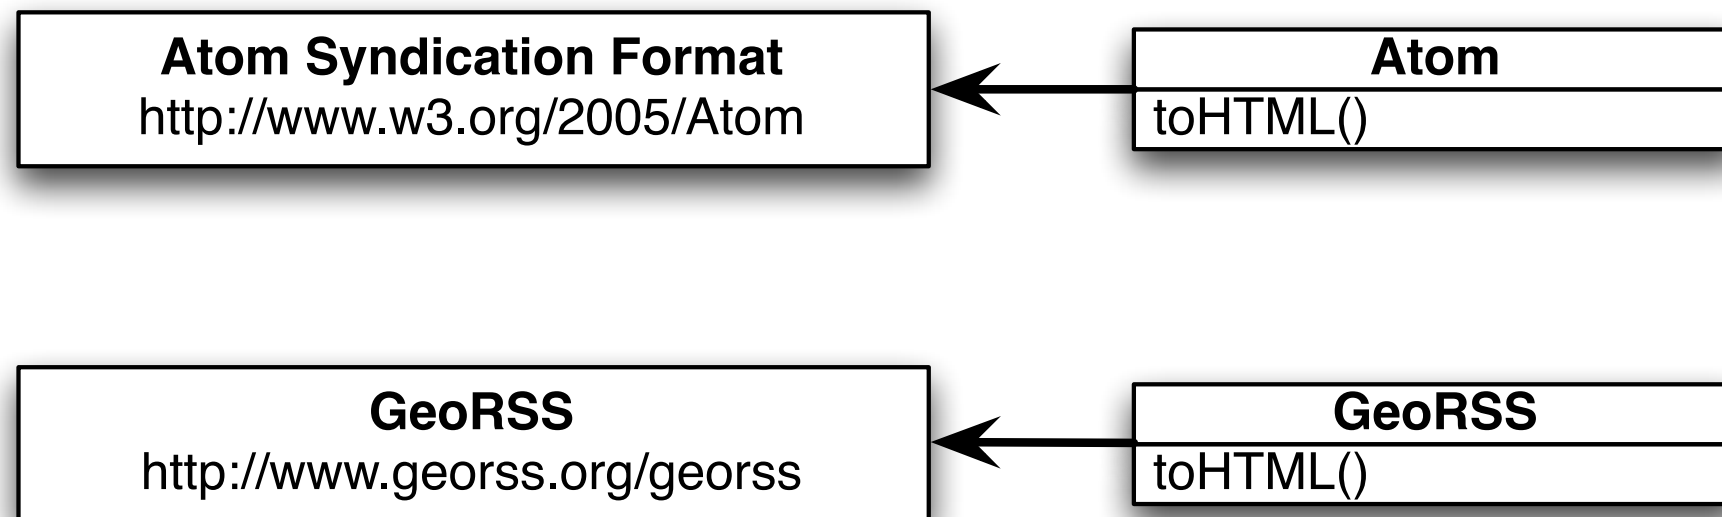 Atom Syndication Format
http://www.w3.org/2005/Atom
Atom
toHTML()
GeoRSS
http://www.georss.org/georss
GeoRSS
toHTML()